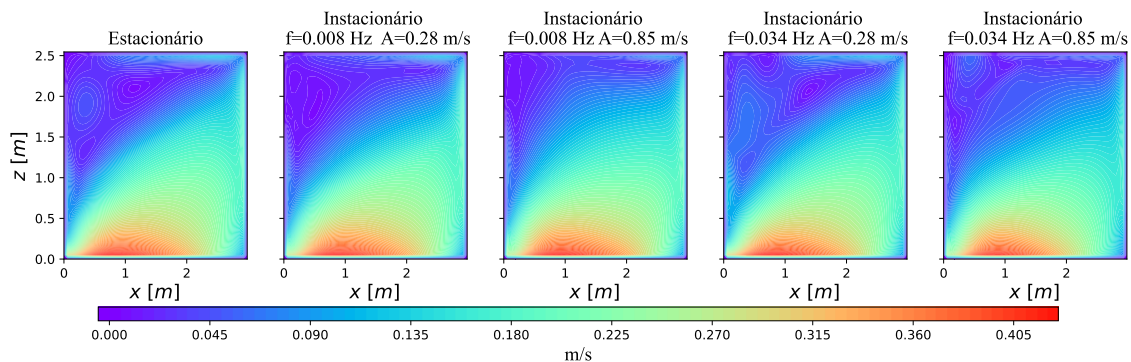 Estacionário
Instacionário
f=0.008 Hz A=0.28 m/s
Instacionário
f=0.008 Hz A=0.85 m/s
Instacionário
f=0.034 Hz A=0.28 m/s
Instacionário
f=0.034 Hz A=0.85 m/s
z [m]
2.5
2.0
1.5
1.0
0.5
0.0
0 1 2
0 1 2
0 1 2
0 1 2
0 1 2
x [m]
x [m]
x [m]
x [m]
x [m]
0.000 0.045 0.090 0.135 0.180 0.225 0.270 0.315 0.360 0.405
m/s